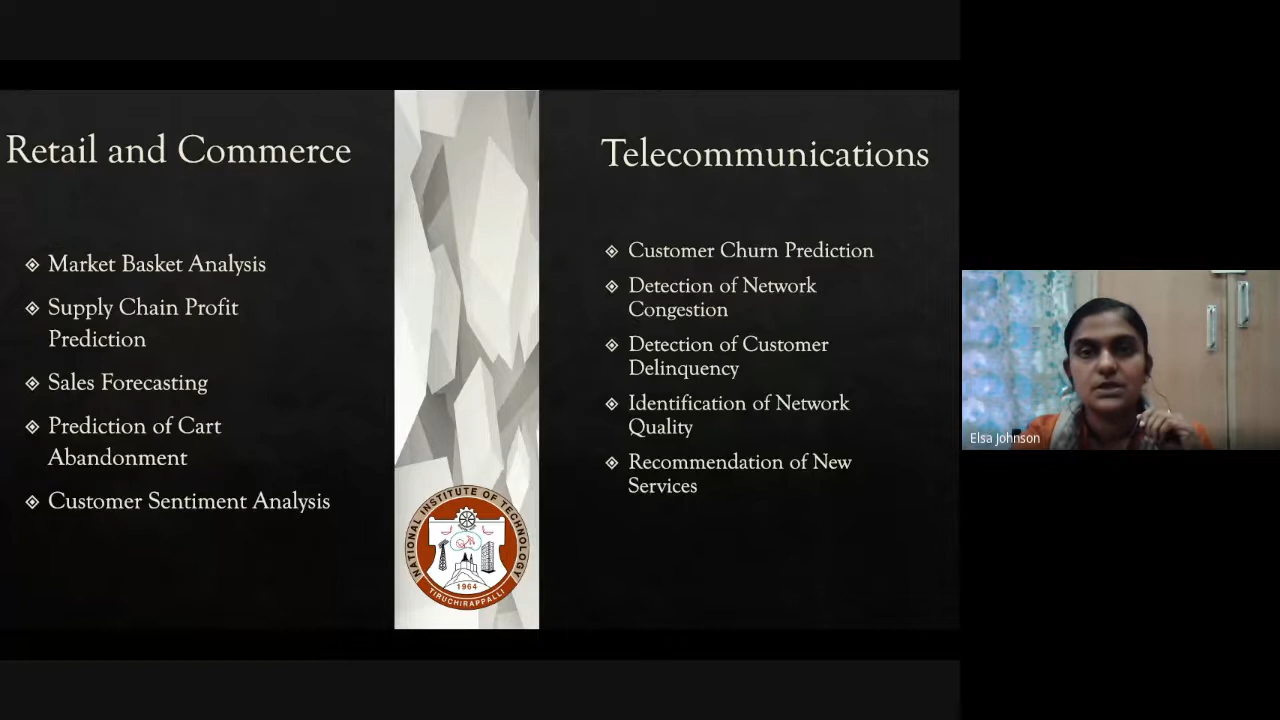 Retail and Commerce
Market Basket Analysis
Supply Chain Profit
Prediction
Sales Forecasting
Prediction of Cart
Abandonment
Customer Sentiment Analysis
NATIONAL INSTITUTE OF TECHNOLOGY
1964
TIRUCHIRAPPALLI
Telecommunications
Customer Churn Prediction
Detection of Network
Congestion
Detection of Customer
Delinquency
Identification of Network
Quality
Recommendation of New
Services
Elsa Johnson